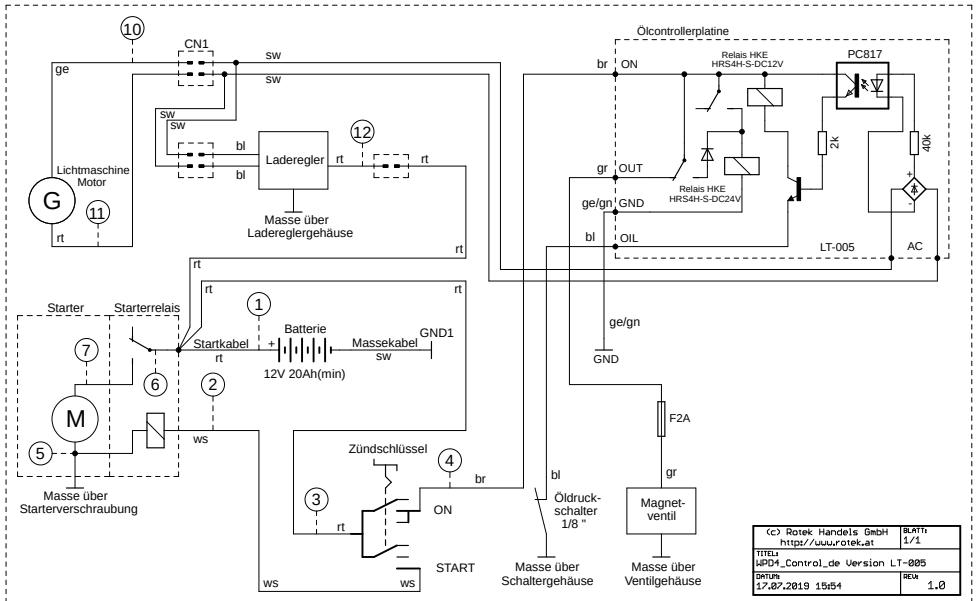 10
CN1
ge
sw
sw
sw
sw
bl
bl
Laderegler
12
rt
rt
Masse über
Ladereglergehäuse
Lichtmaschine
Motor
G
11
rt
Ölcontrollerplatine
br
ON
Relais HKE
HRS4H-S-DC12V
PC817
2k
40k
gr
OUT
Relais HKE
HRS4H-S-DC24V
ge/gn
GND
bl
OIL
+
-
LT-005
AC
rt
rt
rt
Starter
Starterrelais
1
7
6
Startkabel
rt
Batterie
+
12V 20Ah(min)
Massekabel
sw
GND1
2
ws
M
5
Masse über
Starterverschraubung
ge/gn
GND
F2A
gr
Magnet-
ventil
Masse über
Ventilgehäuse
Zündschlüssel
4
br
3
rt
ON
START
ws
ws
bl
Öldruck-
schalter
1/8 "
Masse über
Schaltergehäuse
(c) Rotek Handels GmbH
http://www.rotek.at
BLATT:
1/1
TITEL:
WPD4_Control_de Version LT-005
DATUM:
17.07.2019 15:54
REV:
1.0